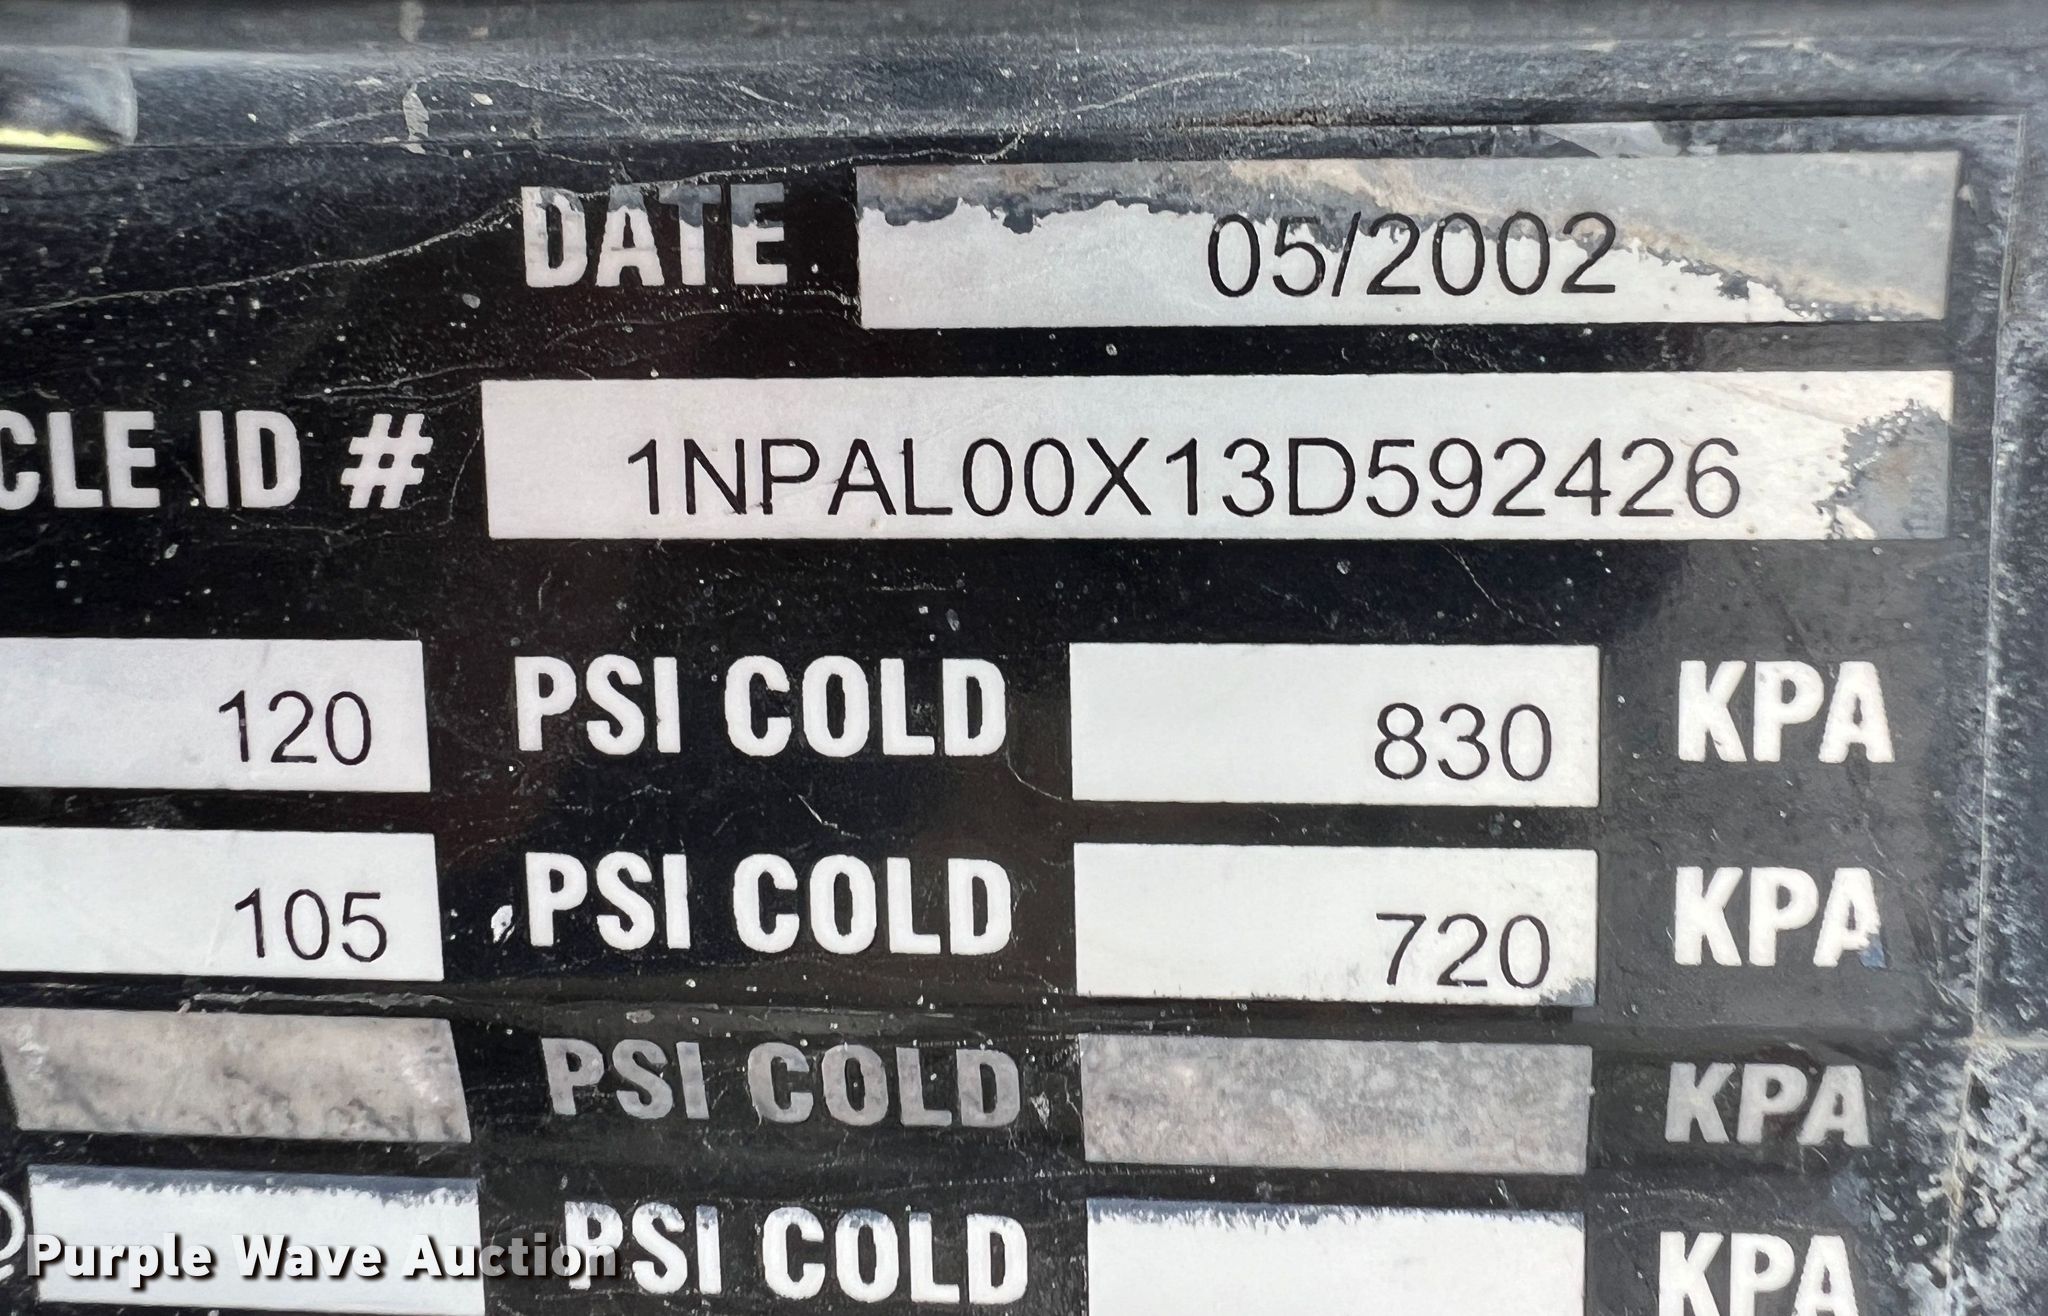 DATE 05/2002
CLE ID # 1NPAL00X13D592426
120 PSI COLD 830 KPA
105 PSI COLD 720 KPA
PSI COLD KPA
PSI COLD KPA
©Purple Wave Auction